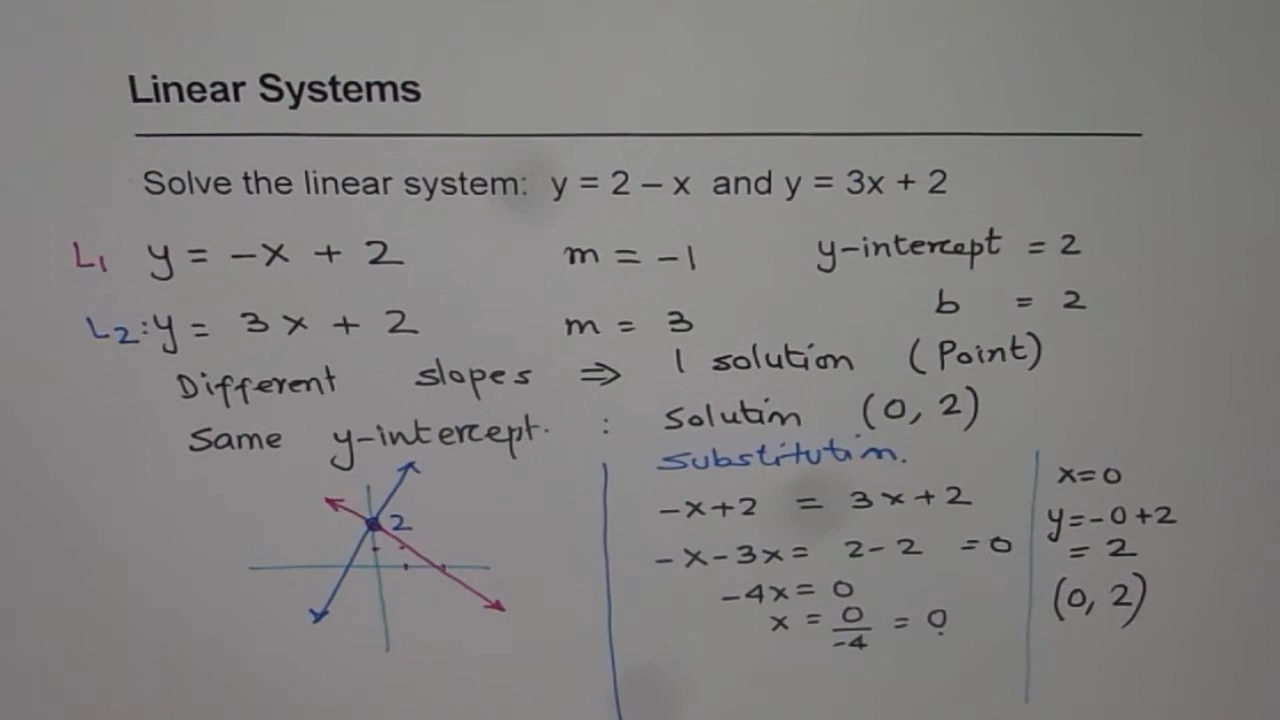 Linear Systems
Solve the linear system: y = 2 – x and y = 3x + 2
L1 y = -x + 2 m = -1 y-intercept = 2
L2: y = 3x + 2 m = 3 b = 2
Different slopes ⇒ 1 solution (Point)
Same y-intercept. : Solutin (0, 2)
2
Substitutin.
-x+2 = 3x+2
-x-3x = 2-2 = 0
-4x = 0
x = 0/-4 = 0.
x=0
y=-0+2
= 2
(0, 2)